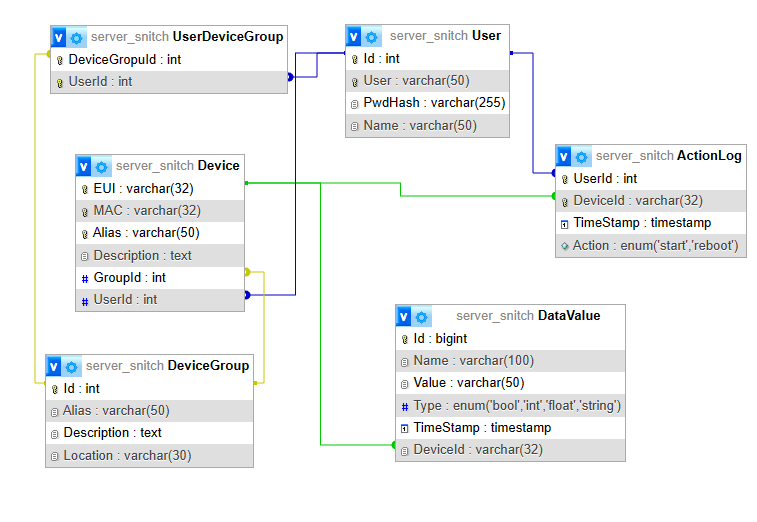 server_snitch UserDeviceGroup
DeviceGropuId : int
UserId : int
server_snitch User
Id : int
User : varchar(50)
PwdHash : varchar(255)
Name : varchar(50)
server_snitch ActionLog
UserId : int
DeviceId : varchar(32)
TimeStamp : timestamp
Action : enum('start','reboot')
server_snitch Device
EUI : varchar(32)
MAC : varchar(32)
Alias : varchar(50)
Description : text
# GroupId : int
# UserId : int
server_snitch DataValue
Id : bigint
Name : varchar(100)
Value : varchar(50)
# Type : enum('bool','int','float','string')
TimeStamp : timestamp
DeviceId : varchar(32)
server_snitch DeviceGroup
Id : int
Alias : varchar(50)
Description : text
Location : varchar(30)